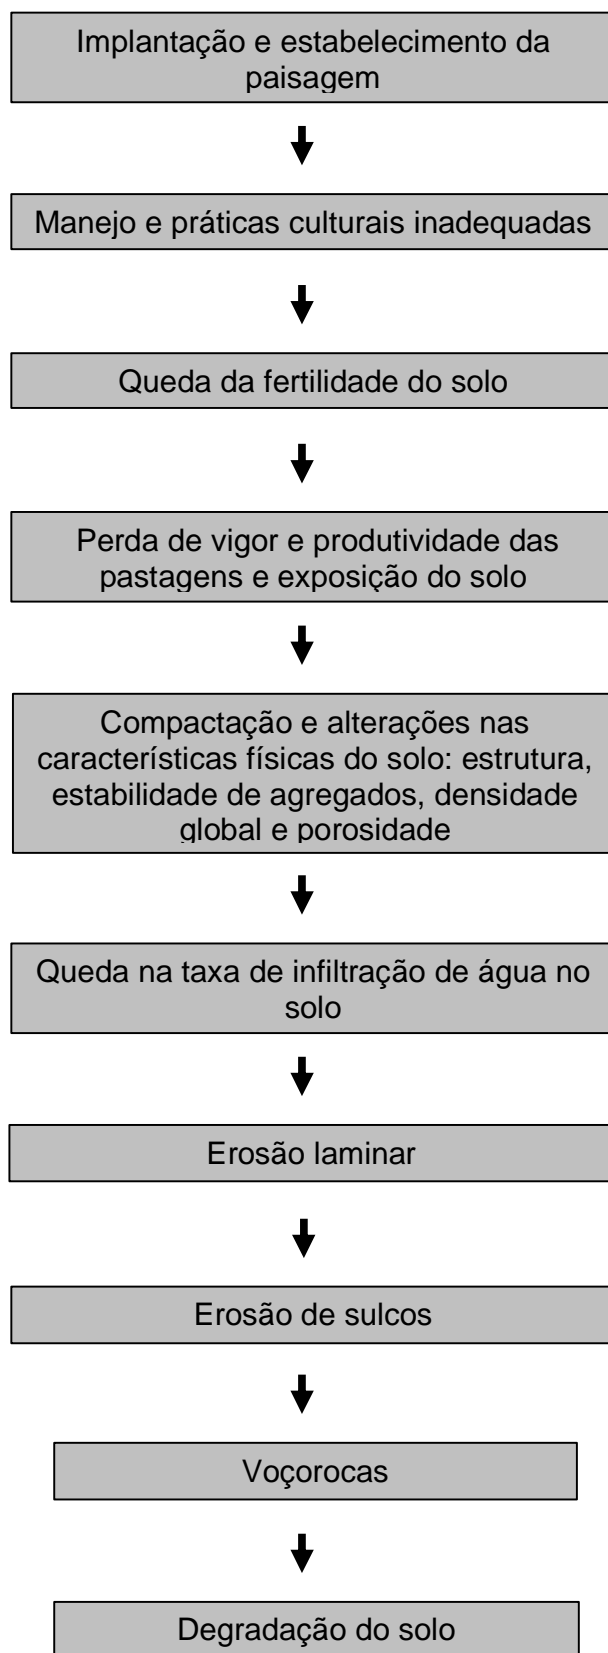 Implantação e estabelecimento da
paisagem
Manejo e práticas culturais inadequadas
Queda da fertilidade do solo
Perda de vigor e produtividade das
pastagens e exposição do solo
Compactação e alterações nas
características físicas do solo: estrutura,
estabilidade de agregados, densidade
global e porosidade
Queda na taxa de infiltração de água no
solo
Erosão laminar
Erosão de sulcos
Voçorocas
Degradação do solo